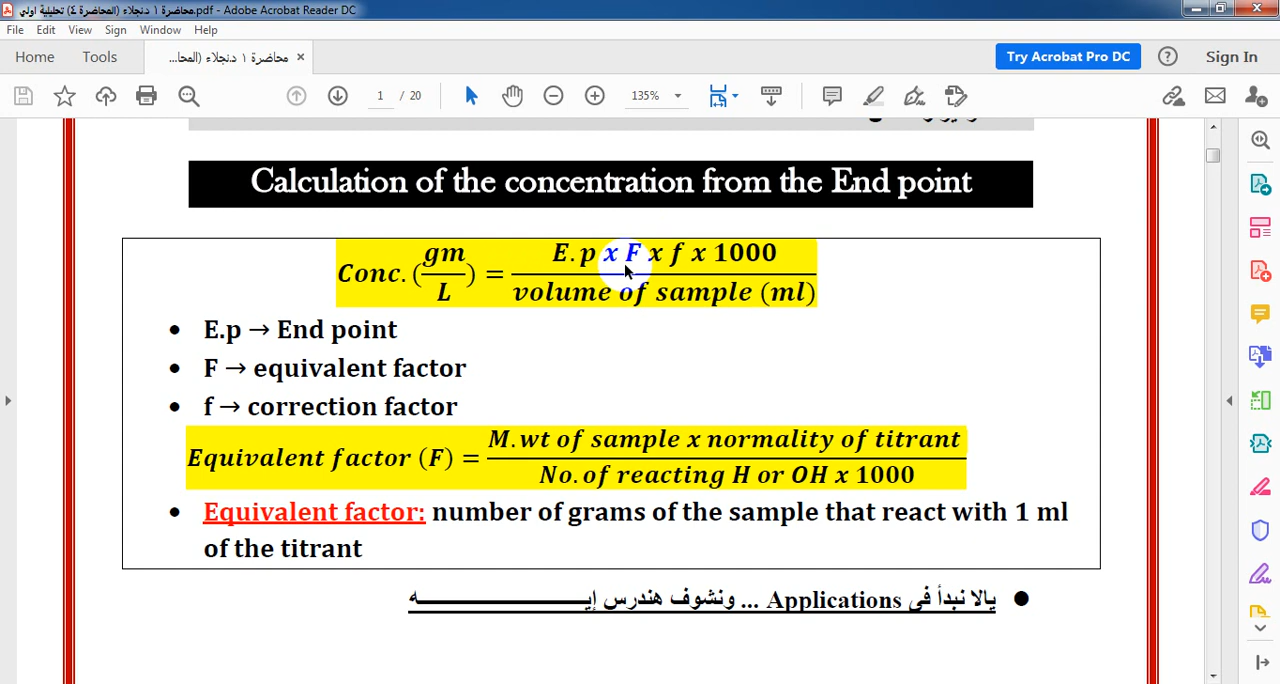 محاضرة ١ د.نجلاء (المحاضرة ٤) تحليلية اولي.pdf - Adobe Acrobat Reader DC
File Edit View Sign Window Help
Home Tools محاضرة ١ د.نجلاء (المحا... × Try Acrobat Pro DC ? Sign In
1 / 20 135%
Calculation of the concentration from the End point
Conc.(gm/L) = E.p x F x f x 1000 / volume of sample (ml)
• E.p → End point
• F → equivalent factor
• f → correction factor
Equivalent factor (F) = M.wt of sample x normality of titrant / No.of reacting H or OH x 1000
• Equivalent factor: number of grams of the sample that react with 1 ml
of the titrant
● يالا نبدأ فى Applications ... ونشوف هندرس إيــــــــــــــــــــــــــــه